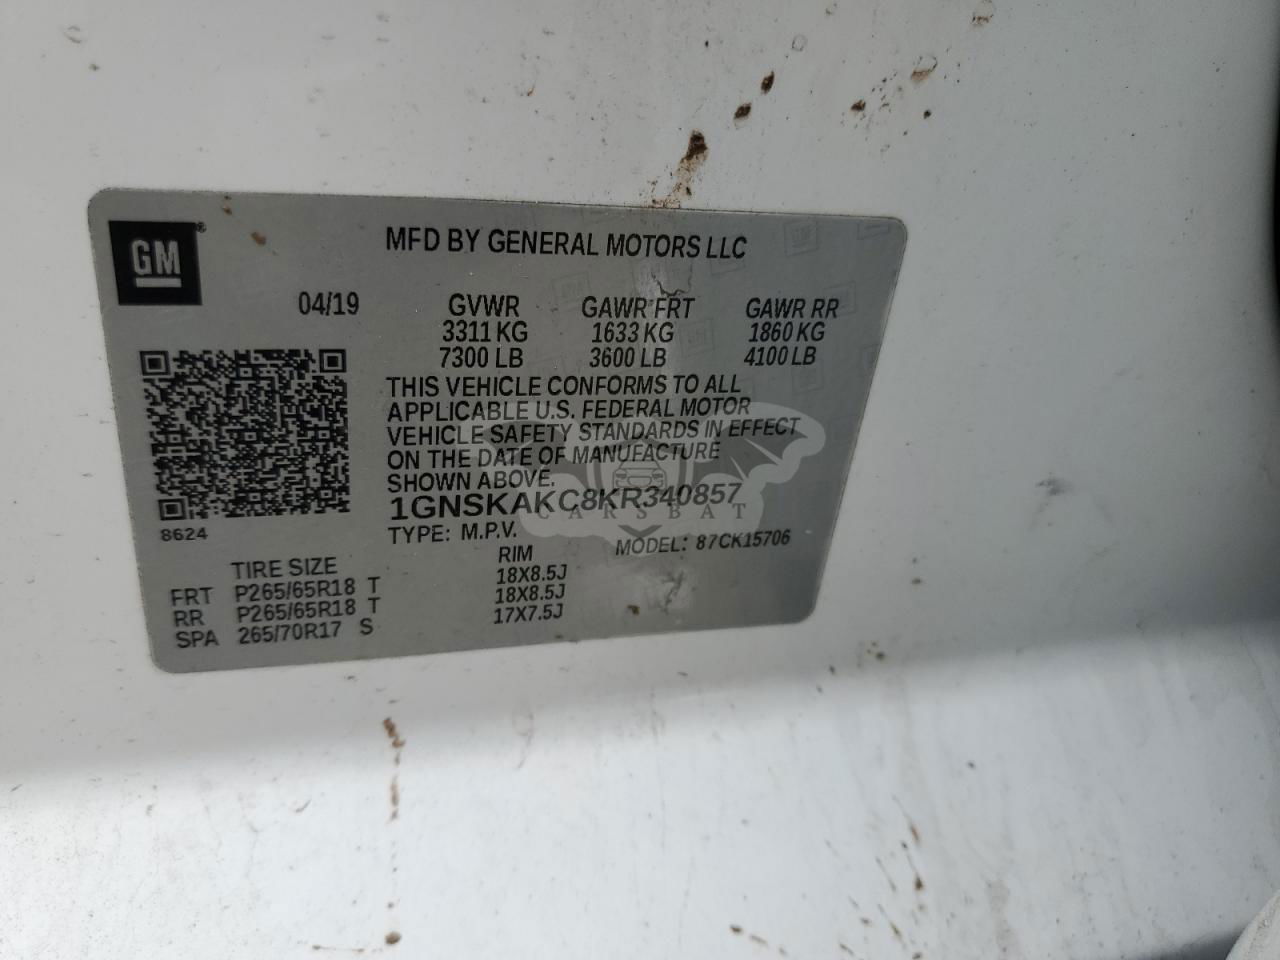 GM®
MFD BY GENERAL MOTORS LLC
04/19 GVWR GAWR FRT GAWR RR
3311 KG 1633 KG 1860 KG
7300 LB 3600 LB 4100 LB
THIS VEHICLE CONFORMS TO ALL
APPLICABLE U.S. FEDERAL MOTOR
VEHICLE SAFETY STANDARDS IN EFFECT
ON THE DATE OF MANUFACTURE
SHOWN ABOVE.
1GNSKAKC8KR340857
CARSBAT
8624
TYPE: M.P.V. MODEL: 87CK15706
TIRE SIZE RIM
FRT P265/65R18 T 18X8.5J
RR P265/65R18 T 18X8.5J
SPA 265/70R17 S 17X7.5J